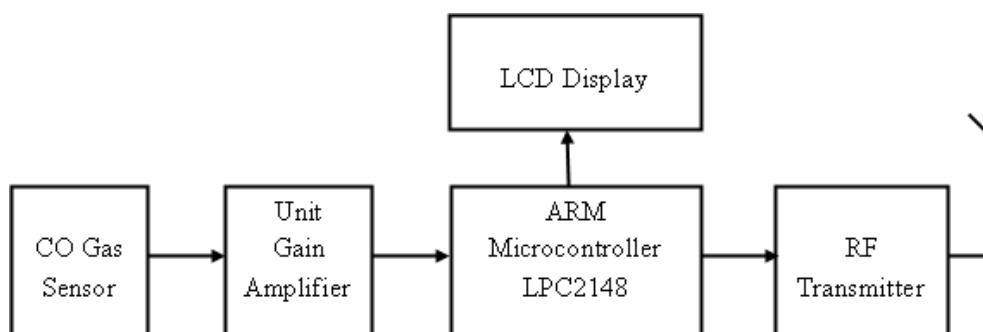 LCD Display
CO Gas
Sensor
Unit
Gain
Amplifier
ARM
Microcontroller
LPC2148
RF
Transmitter